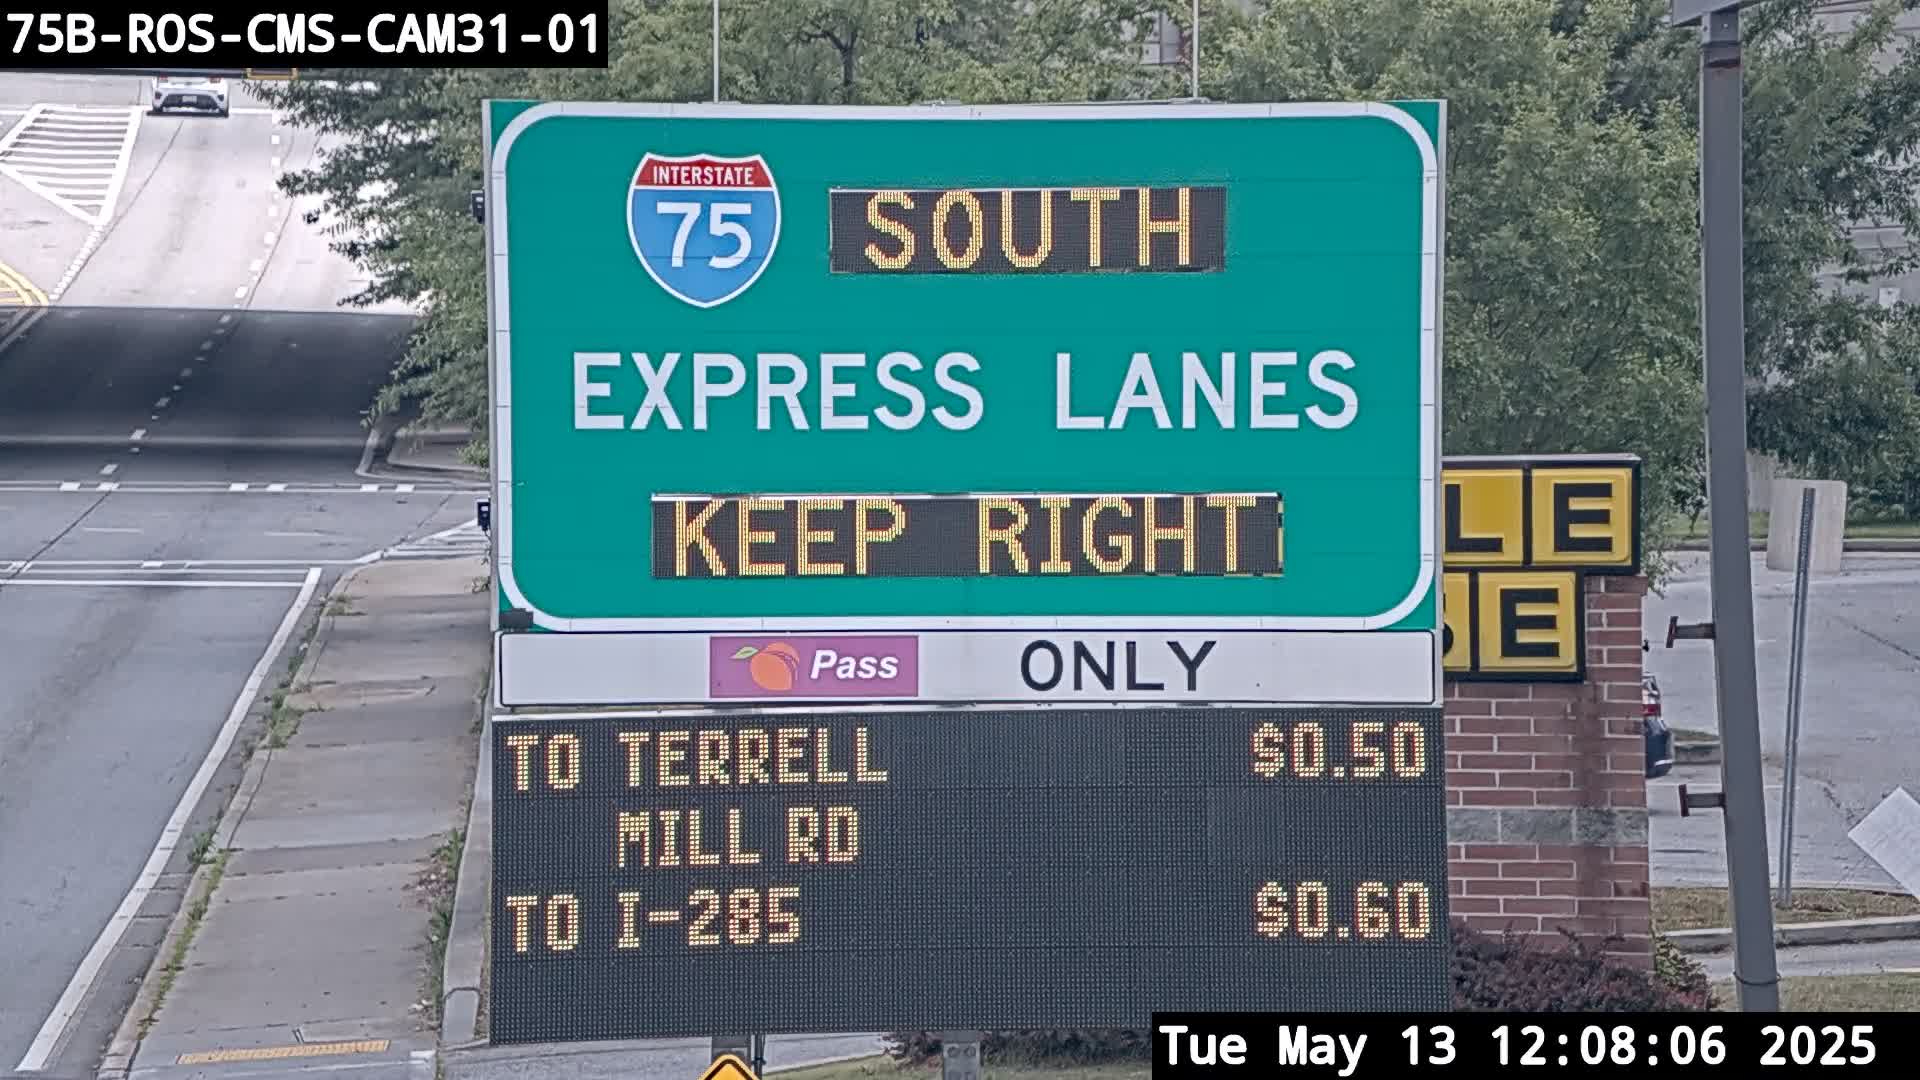 75B-ROS-CMS-CAM31-01
INTERSTATE
75
SOUTH
EXPRESS LANES
KEEP RIGHT
LE
E
Pass ONLY
TO TERRELL $0.50
MILL RD
TO I-285 $0.60
Tue May 13 12:08:06 2025